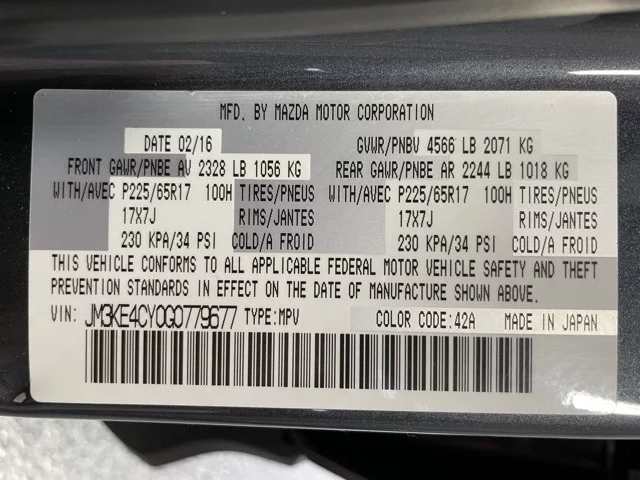 MFD. BY MAZDA MOTOR CORPORATION
DATE 02/16 GVWR/PNBV 4566 LB 2071 KG
FRONT GAWR/PNBE AV 2328 LB 1056 KG REAR GAWR/PNBE AR 2244 LB 1018 KG
WITH/AVEC P225/65R17 100H TIRES/PNEUS WITH/AVEC P225/65R17 100H TIRES/PNEUS
17X7J RIMS/JANTES 17X7J RIMS/JANTES
230 KPA/34 PSI COLD/A FROID 230 KPA/34 PSI COLD/A FROID
THIS VEHICLE CONFORMS TO ALL APPLICABLE FEDERAL MOTOR VEHICLE SAFETY AND THEFT
PREVENTION STANDARDS IN EFFECT ON THE DATE OF MANUFACTURE SHOWN ABOVE.
VIN: JM3KE4CY0G0779677 TYPE:MPV COLOR CODE:42A MADE IN JAPAN